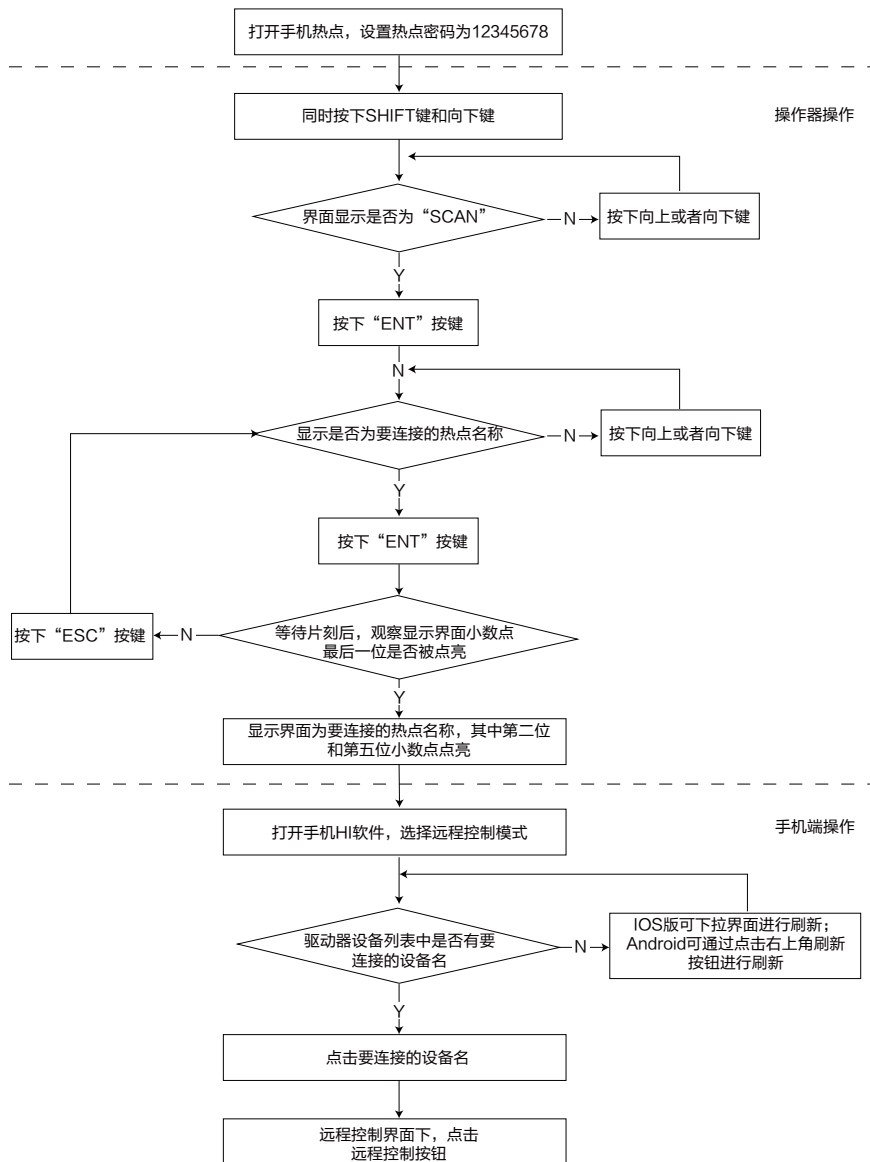 打开手机热点，设置热点密码为12345678
同时按下SHIFT键和向下键
操作器操作
界面显示是否为“SCAN”
N
按下向上或者向下键
Y
按下“ENT”按键
N
显示是否为要连接的热点名称
N
按下向上或者向下键
Y
按下“ENT”按键
等待片刻后，观察显示界面小数点
最后一位是否被点亮
N
按下“ESC”按键
Y
显示界面为要连接的热点名称，其中第二位
和第五位小数点点亮
打开手机HI软件，选择远程控制模式
手机端操作
驱动器设备列表中是否有要
连接的设备名
N
IOS版可下拉界面进行刷新；
Android可通过点击右上角刷新
按钮进行刷新
Y
点击要连接的设备名
远程控制界面下，点击
远程控制按钮